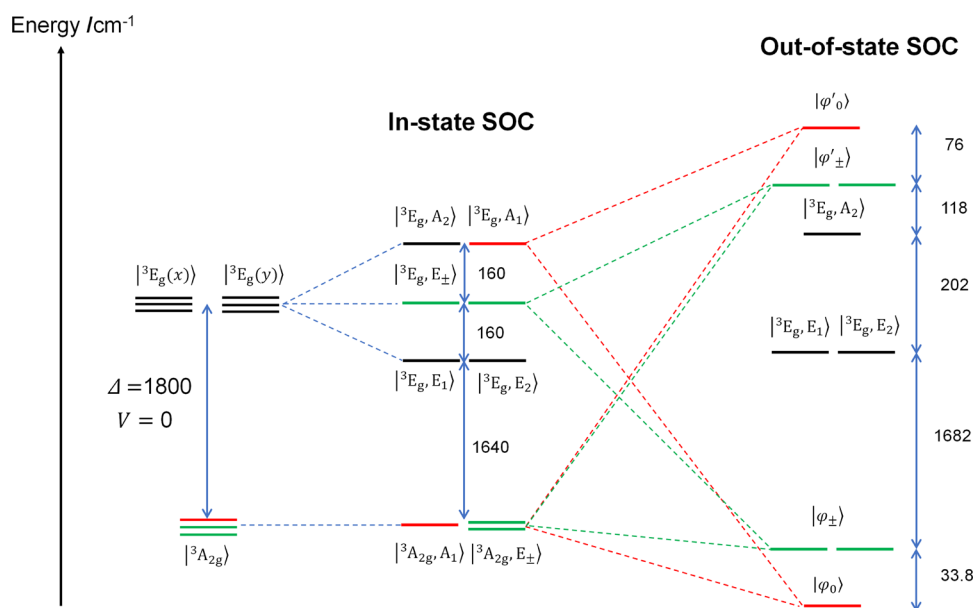 Energy /cm⁻¹
Out-of-state SOC
In-state SOC
|φ′₀⟩
76
|φ′±⟩
118
|³Eg, A₂⟩ |³Eg, A₁⟩
|³Eg, A₂⟩
|³Eg(x)⟩ |³Eg(y)⟩
|³Eg, E±⟩
160
202
160
|³Eg, E₁⟩ |³Eg, E₂⟩
|³Eg, E₁⟩ |³Eg, E₂⟩
Δ =1800
V = 0
1640
1682
|φ±⟩
|³A₂g⟩
|³A₂g, A₁⟩ |³A₂g, E±⟩
33.8
|φ₀⟩